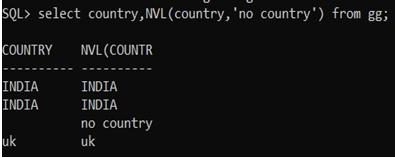 SQL> select country,NVL(country,'no country') from gg;
COUNTRY    NVL(COUNTR
---------- ----------
INDIA      INDIA
INDIA      INDIA
           no country
uk         uk